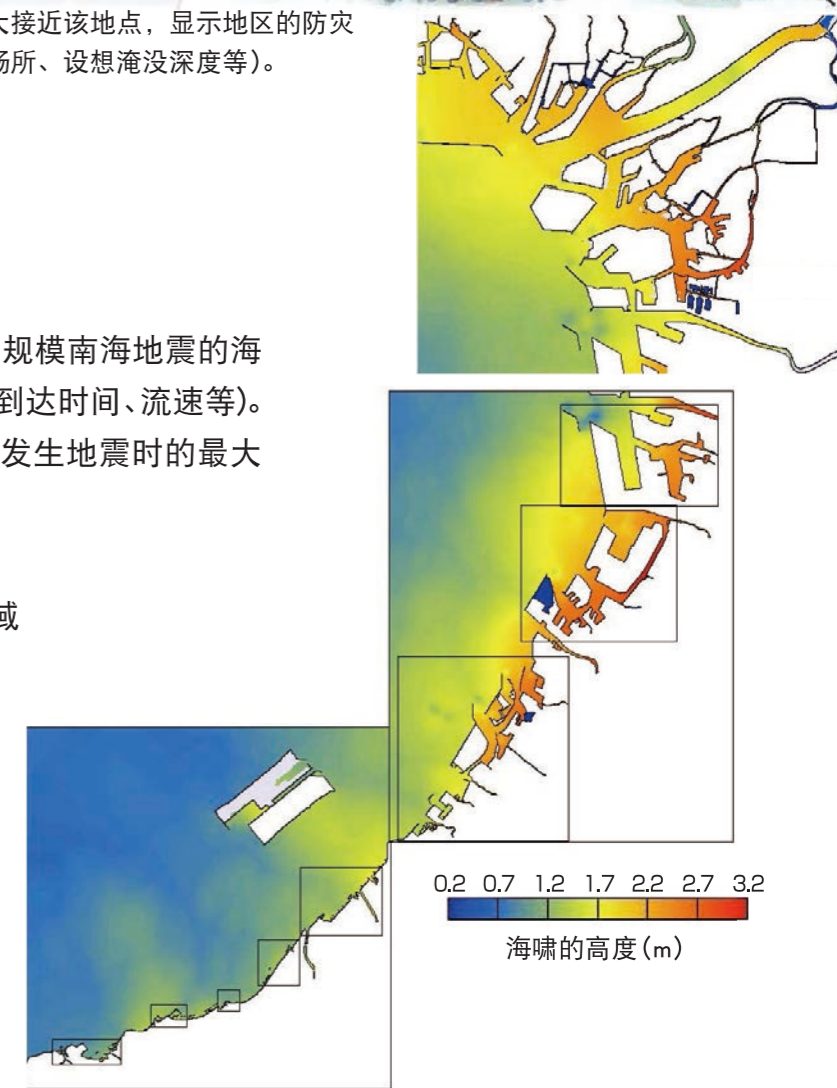 大接近该地点，显示地区的防灾
场所、设想淹没深度等）。
规模南海地震的海
到达时间、流速等）。
发生地震时的最大
域
0.2 0.7 1.2 1.7 2.2 2.7 3.2
海啸的高度（m）